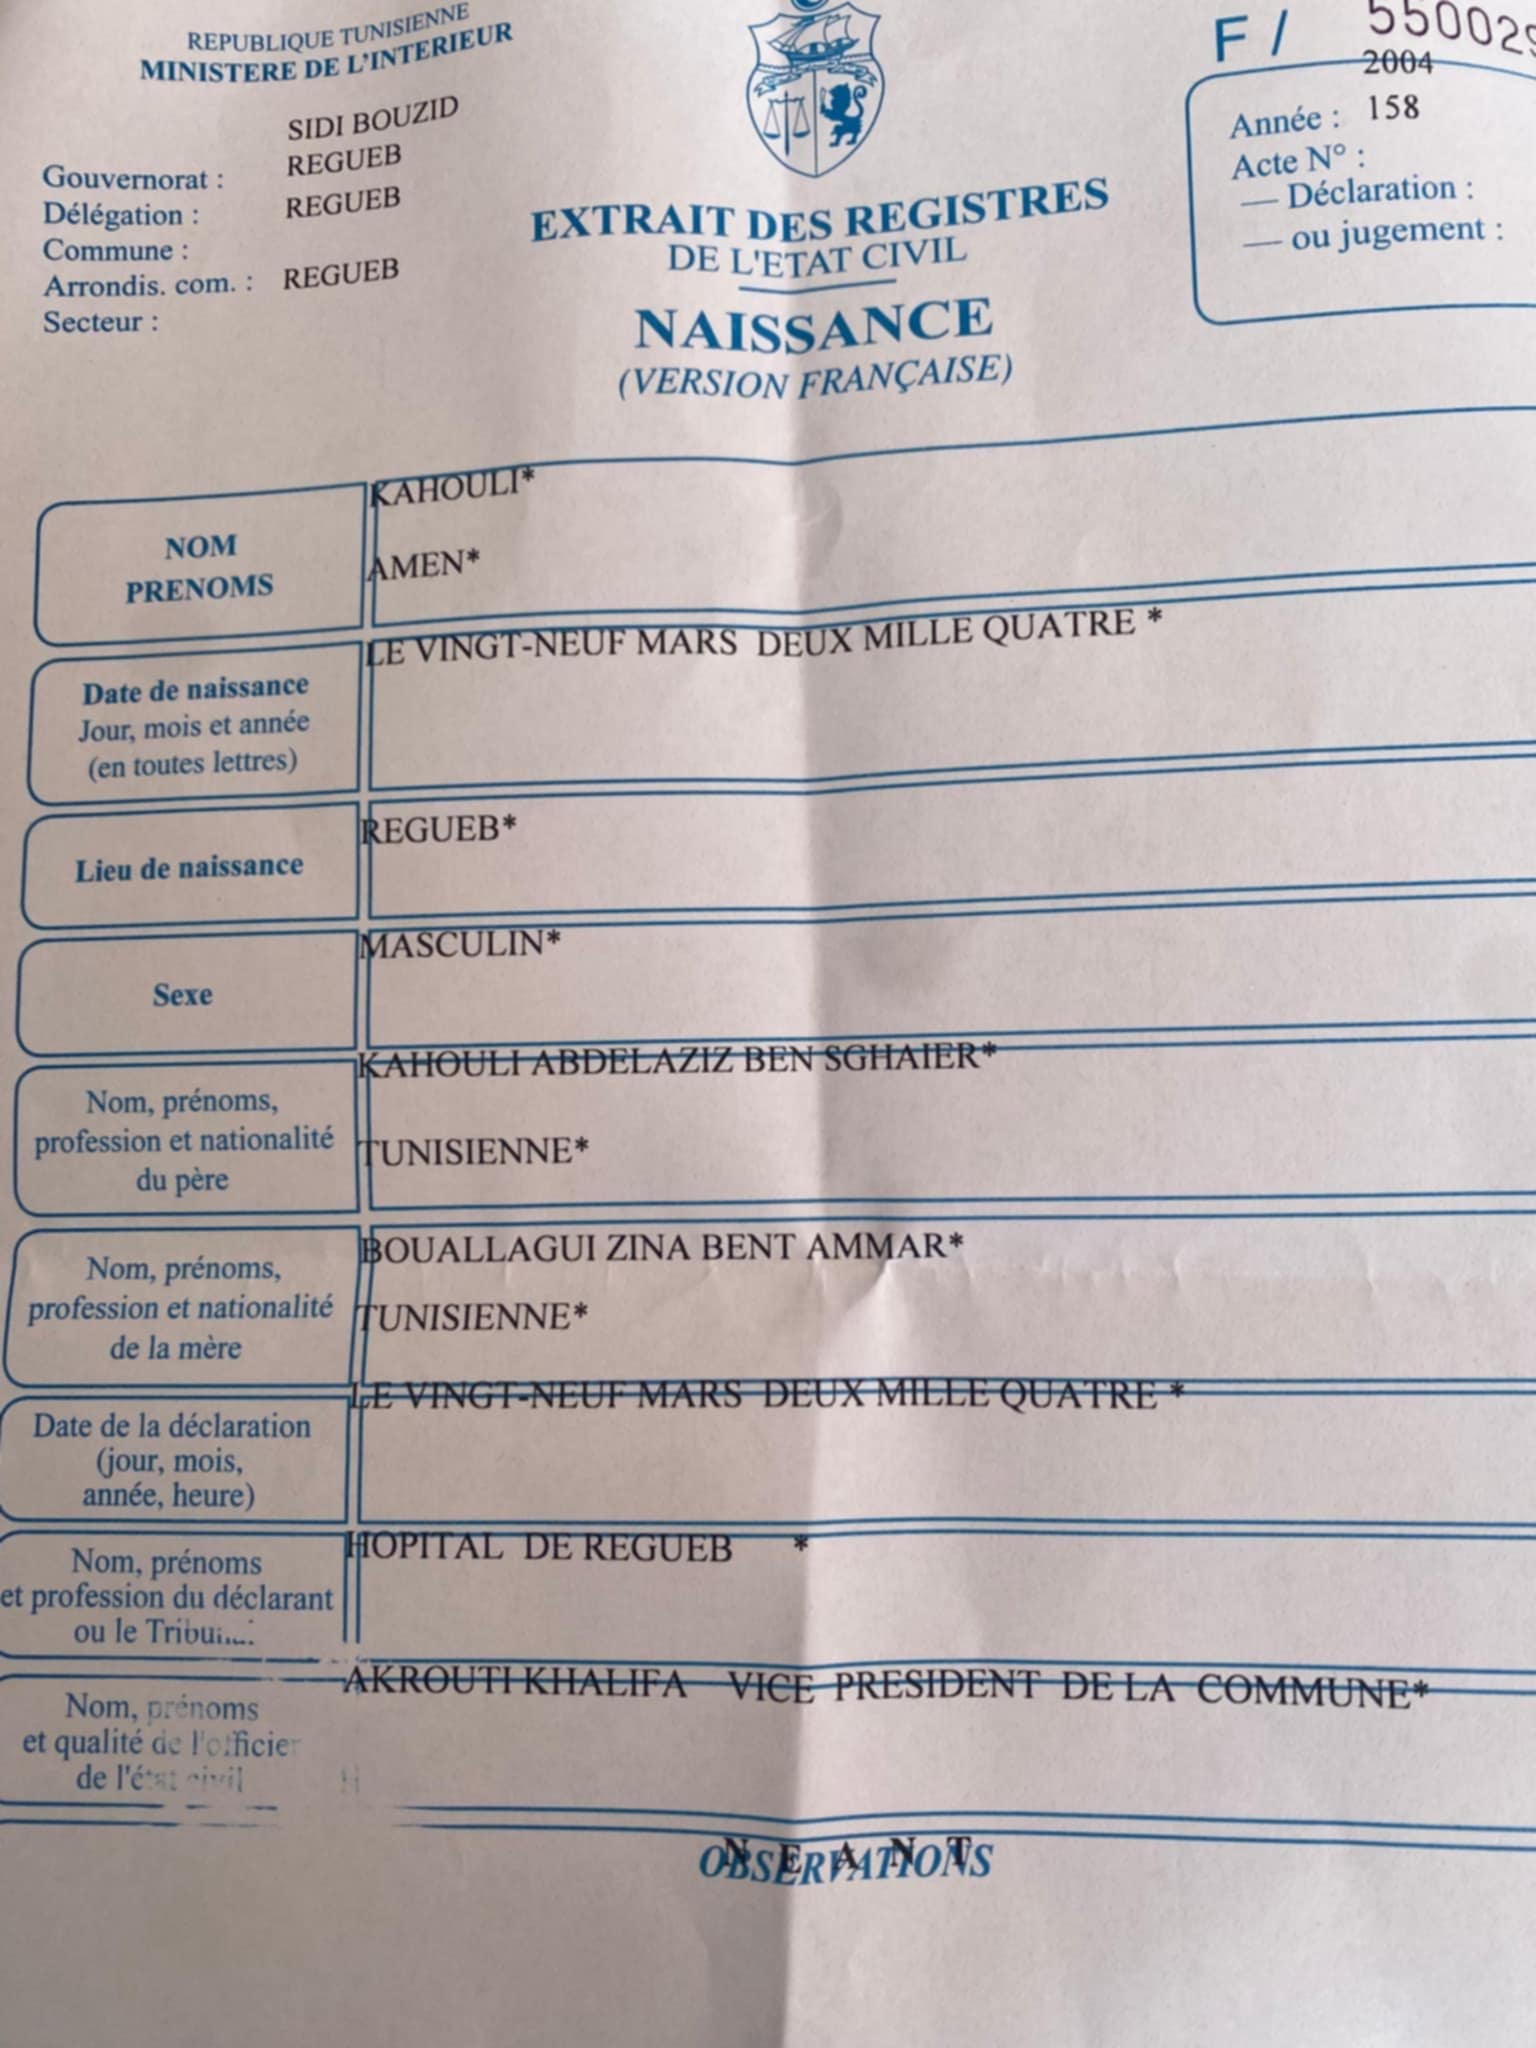 REPUBLIQUE TUNISIENNE
MINISTERE DE L'INTERIEUR
F / 550029
SIDI BOUZID
Gouvernorat : REGUEB
Délégation : REGUEB
Commune :
Arrondis. com. : REGUEB
Secteur :
2004
Année : 158
Acte N° :
— Déclaration :
— ou jugement :
EXTRAIT DES REGISTRES
DE L'ETAT CIVIL
NAISSANCE
(VERSION FRANÇAISE)
NOM
PRENOMS
KAHOULI*
AMEN*
Date de naissance
Jour, mois et année
(en toutes lettres)
LE VINGT-NEUF MARS DEUX MILLE QUATRE *
Lieu de naissance
REGUEB*
Sexe
MASCULIN*
Nom, prénoms,
profession et nationalité
du père
KAHOULI ABDELAZIZ BEN SGHAIER*
TUNISIENNE*
Nom, prénoms,
profession et nationalité
de la mère
BOUALLAGUI ZINA BENT AMMAR*
TUNISIENNE*
Date de la déclaration
(jour, mois,
année, heure)
LE VINGT-NEUF MARS DEUX MILLE QUATRE *
Nom, prénoms
et profession du déclarant
ou le
HOPITAL DE REGUEB *
Nom, prénoms
et qualité de l'officier
de l'état civil
AKROUTI KHALIFA VICE PRESIDENT DE LA COMMUNE*
OBSERVATIONS
N E A N T